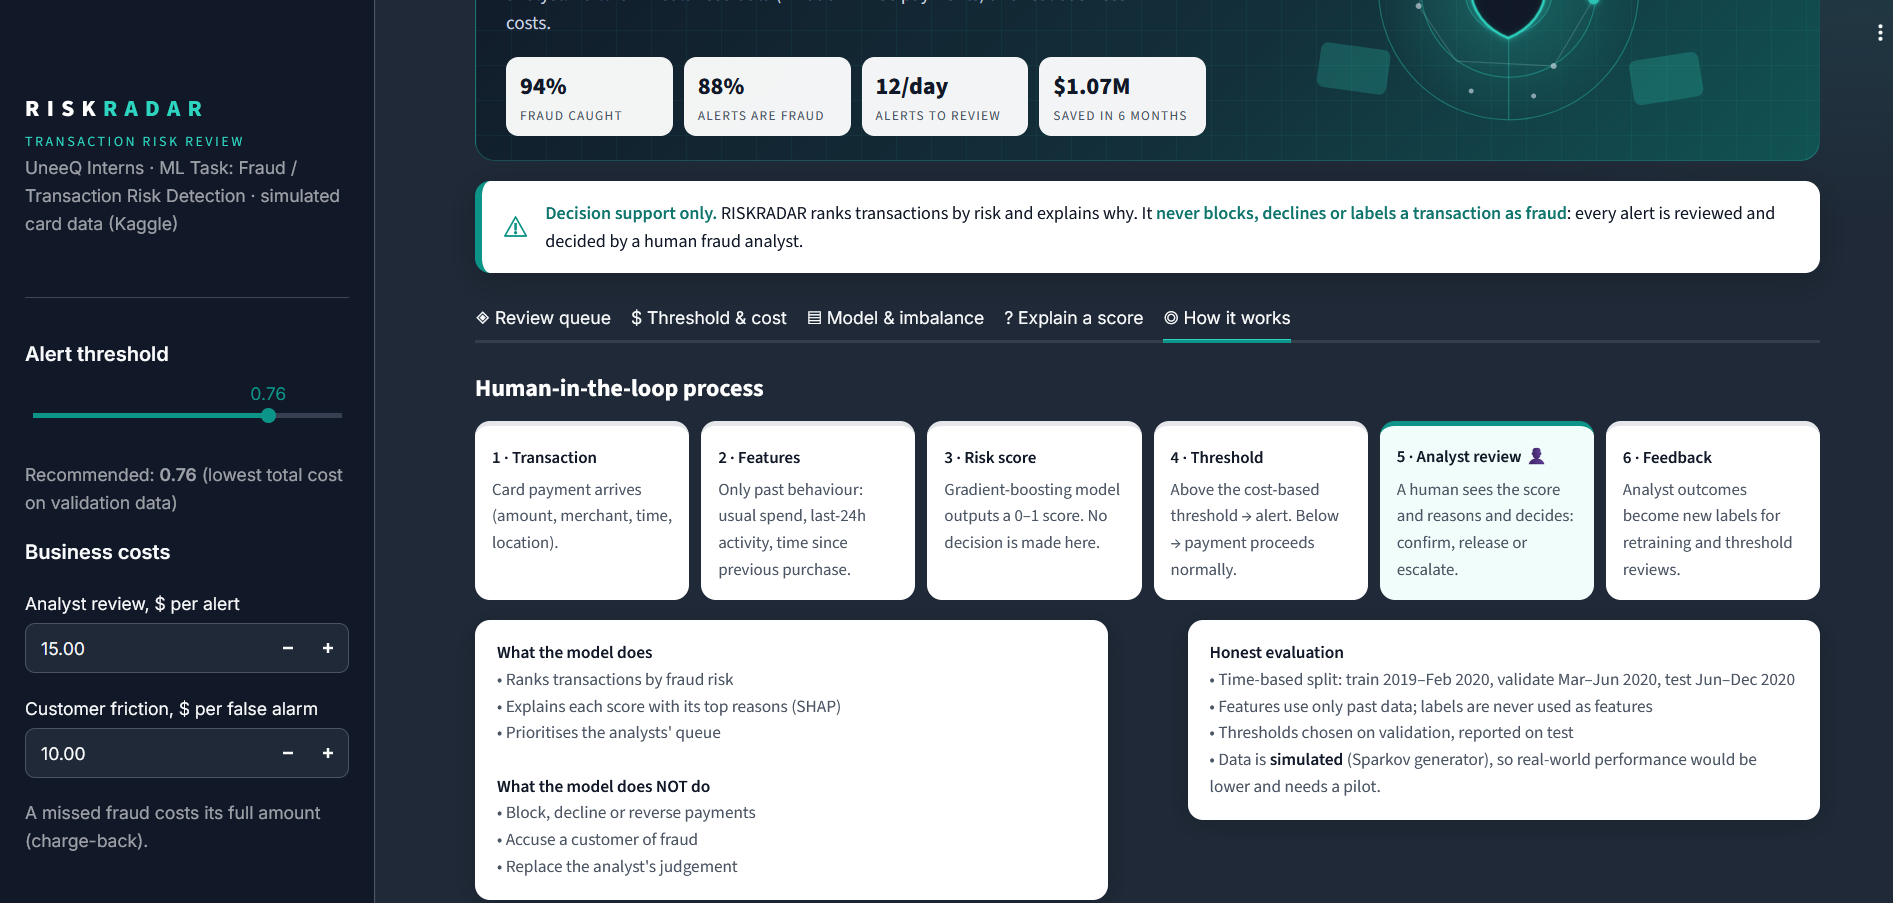 RISKRADAR
TRANSACTION RISK REVIEW
UneeQ Interns · ML Task: Fraud /
Transaction Risk Detection · simulated
card data (Kaggle)
Alert threshold
0.76
Recommended: 0.76 (lowest total cost
on validation data)
Business costs
Analyst review, $ per alert
15.00
Customer friction, $ per false alarm
10.00
A missed fraud costs its full amount
(charge-back).
costs.
94%
FRAUD CAUGHT
88%
ALERTS ARE FRAUD
12/day
ALERTS TO REVIEW
$1.07M
SAVED IN 6 MONTHS
Decision support only. RISKRADAR ranks transactions by risk and explains why. It never blocks, declines or labels a transaction as fraud: every alert is reviewed and
decided by a human fraud analyst.
Review queue
$ Threshold & cost
Model & imbalance
? Explain a score
How it works
Human-in-the-loop process
1 · Transaction
Card payment arrives
(amount, merchant, time,
location).
2 · Features
Only past behaviour:
usual spend, last-24h
activity, time since
previous purchase.
3 · Risk score
Gradient-boosting model
outputs a 0–1 score. No
decision is made here.
4 · Threshold
Above the cost-based
threshold → alert. Below
→ payment proceeds
normally.
5 · Analyst review
A human sees the score
and reasons and decides:
confirm, release or
escalate.
6 · Feedback
Analyst outcomes
become new labels for
retraining and threshold
reviews.
What the model does
• Ranks transactions by fraud risk
• Explains each score with its top reasons (SHAP)
• Prioritises the analysts' queue
What the model does NOT do
• Block, decline or reverse payments
• Accuse a customer of fraud
• Replace the analyst's judgement
Honest evaluation
• Time-based split: train 2019–Feb 2020, validate Mar–Jun 2020, test Jun–Dec 2020
• Features use only past data; labels are never used as features
• Thresholds chosen on validation, reported on test
• Data is simulated (Sparkov generator), so real-world performance would be
lower and needs a pilot.